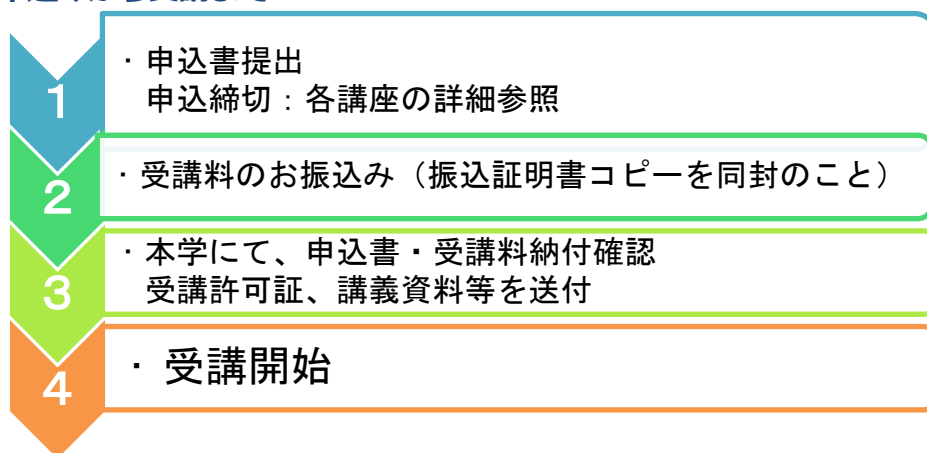 1
・申込書提出
申込締切：各講座の詳細参照
2
・受講料のお振込み（振込証明書コピーを同封のこと）
3
・本学にて、申込書・受講料納付確認
受講許可証、講義資料等を送付
4
・受講開始